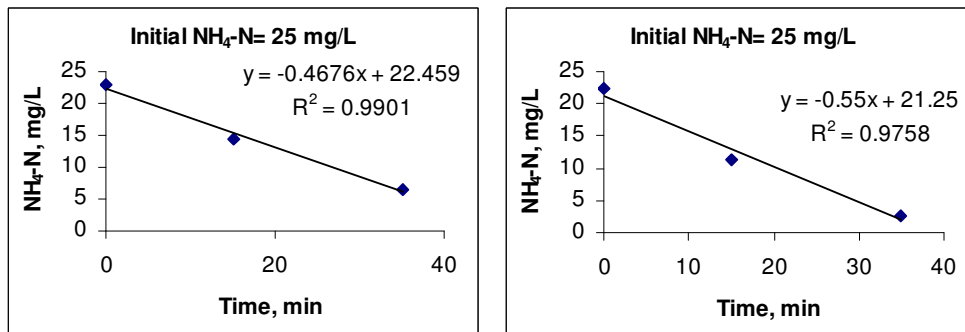 Initial NH₄-N= 25 mg/L
y = -0.4676x + 22.459
R² = 0.9901
NH₄-N, mg/L
25
20
15
10
5
0
0 20 40
Time, min
Initial NH₄-N= 25 mg/L
y = -0.55x + 21.25
R² = 0.9758
NH₄-N, mg/L
25
20
15
10
5
0
0 10 20 30 40
Time, min